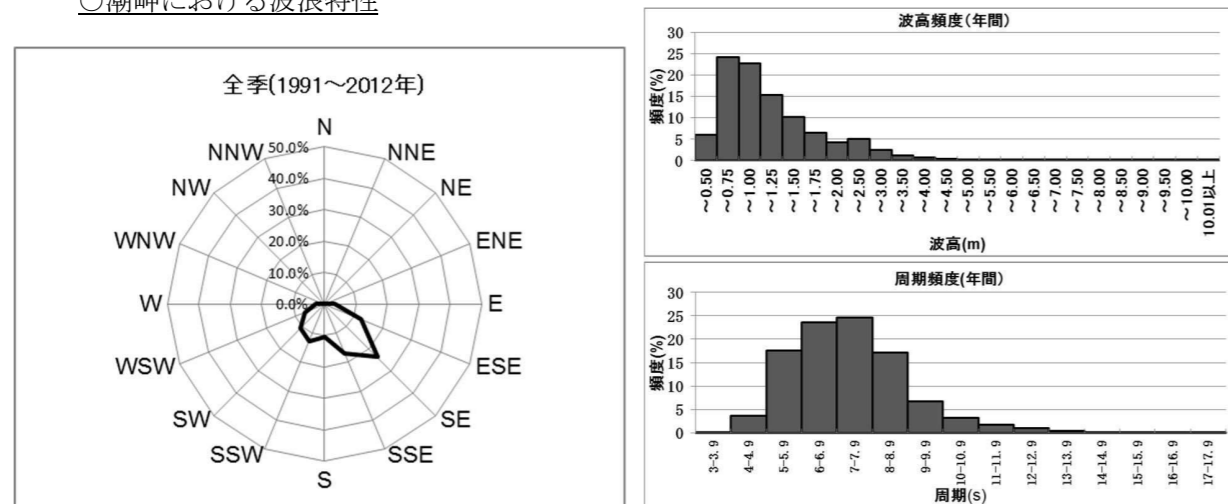 ○潮岬における波浪特性
全季(1991～2012年)
N
NNE
NE
ENE
E
ESE
SE
SSE
S
SSW
SW
WSW
W
WNW
NW
NNW
50.0%
40.0%
30.0%
20.0%
10.0%
0.0%
波高頻度(年間)
頻度(%)
30
25
20
15
10
5
0
～0.50
～0.75
～1.00
～1.25
～1.50
～1.75
～2.00
～2.50
～3.00
～3.50
～4.00
～4.50
～5.00
～5.50
～6.00
～6.50
～7.00
～7.50
～8.00
～8.50
～9.00
～9.50
～10.00
10.01以上
波高(m)
周期頻度(年間)
頻度(%)
30
25
20
15
10
5
0
3-3.9
4-4.9
5-5.9
6-6.9
7-7.9
8-8.9
9-9.9
10-10.9
11-11.9
12-12.9
13-13.9
14-14.9
15-15.9
16-16.9
17-17.9
周期(s)